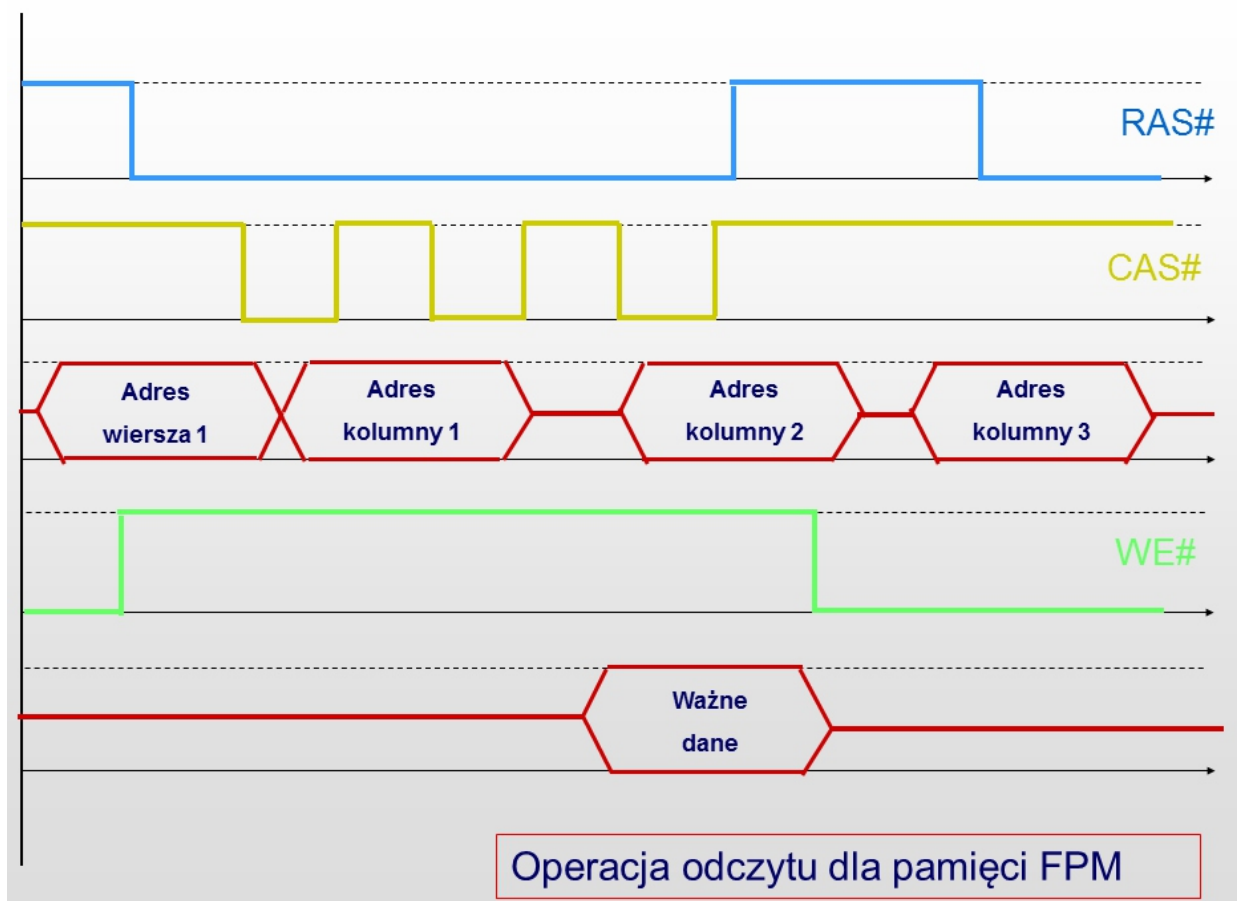 RAS#
CAS#
Adres
wiersza 1
Adres
kolumny 1
Adres
kolumny 2
Adres
kolumny 3
WE#
Ważne
dane
Operacja odczytu dla pamięci FPM